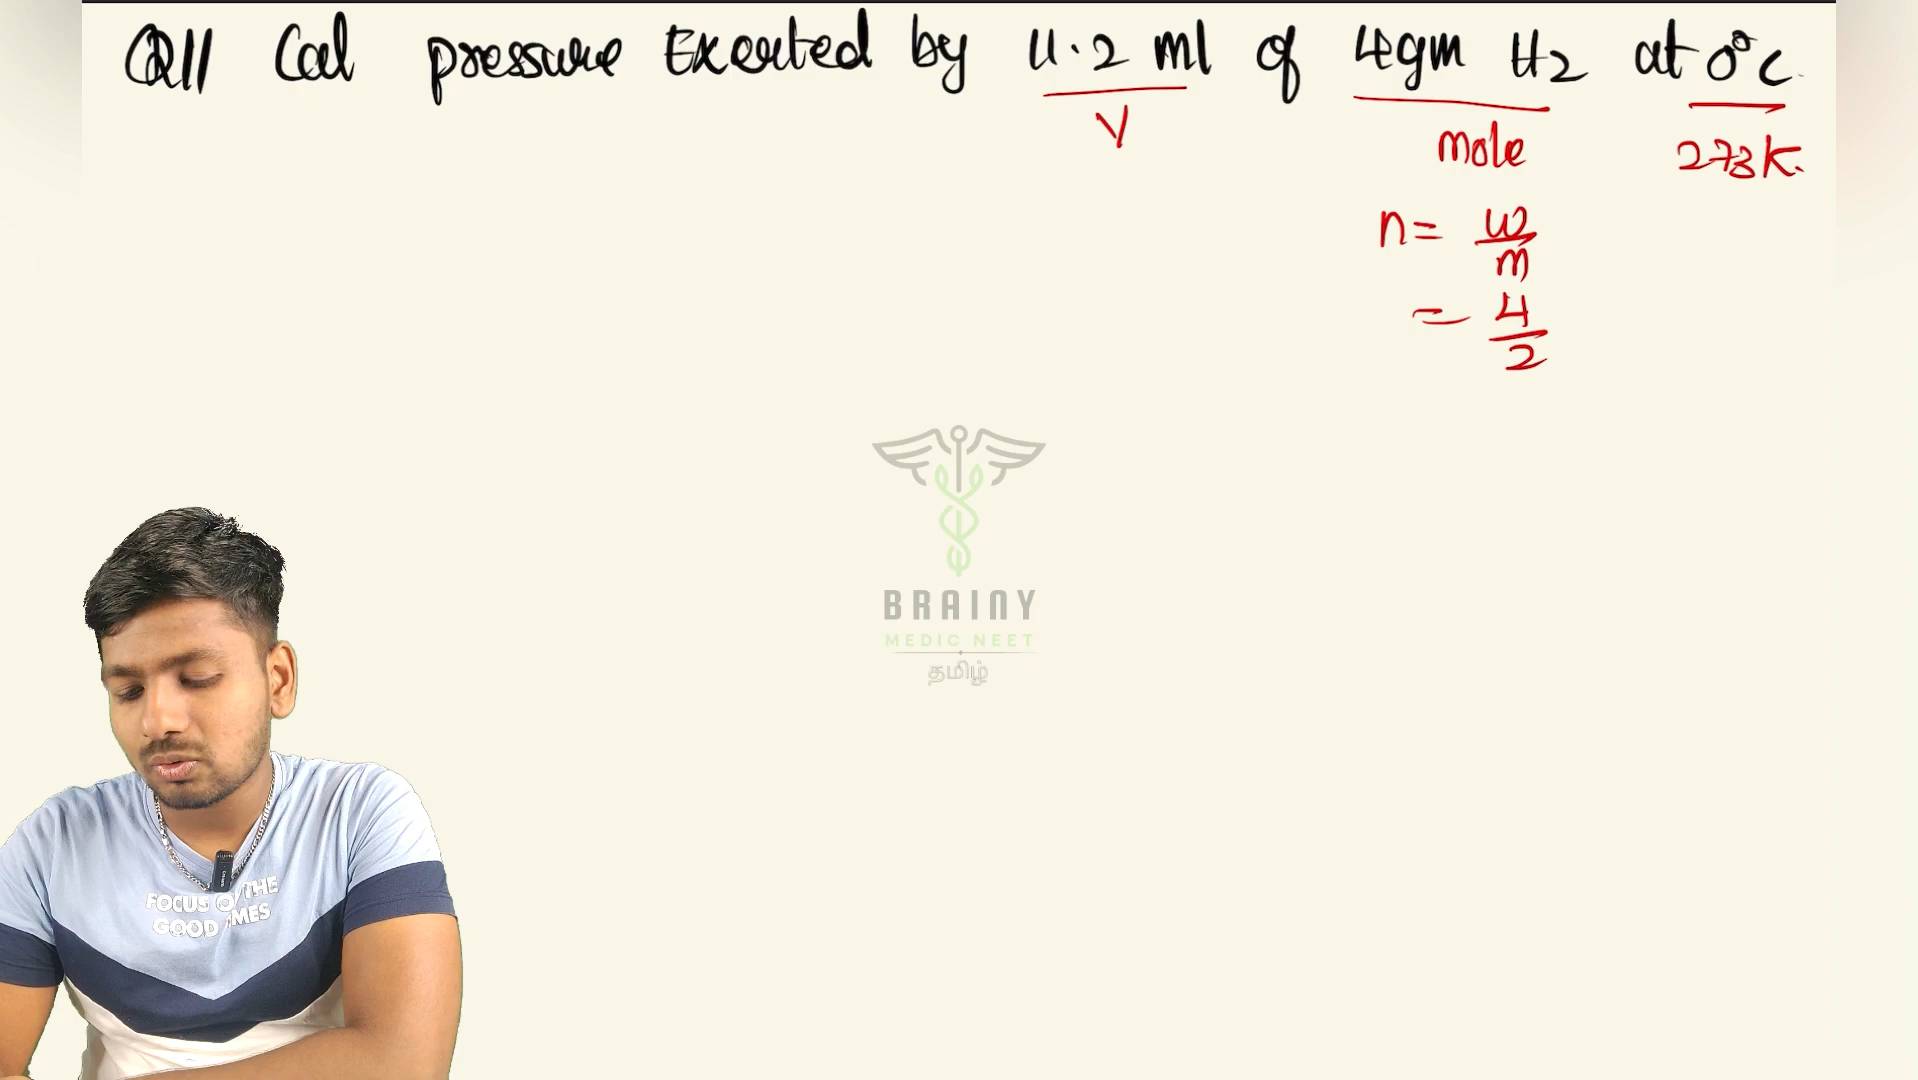 Q11 Cal pressure Exerted by 11.2 ml of 4gm H2 at 0°C.
V
mole
273K.
n = w/m
= 4/2
BRAINY
MEDIC NEET
தமிழ்
FOCUS ON THE
GOOD TIMES